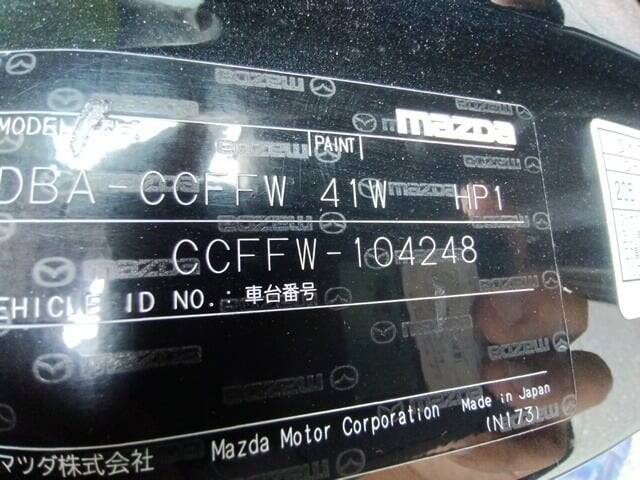 MODEL
PAINT
mazda
DBA-CCFFW 41W HP1
CCFFW-104248
VEHICLE ID NO.: 車台番号
マツダ株式会社 Mazda Motor Corporation Made in Japan
(N173)
205